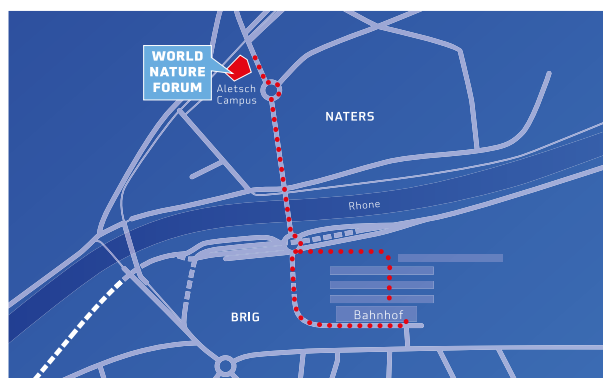 WORLD
NATURE
FORUM
Aletsch
Campus
NATERS
Rhone
BRIG
Bahnhof